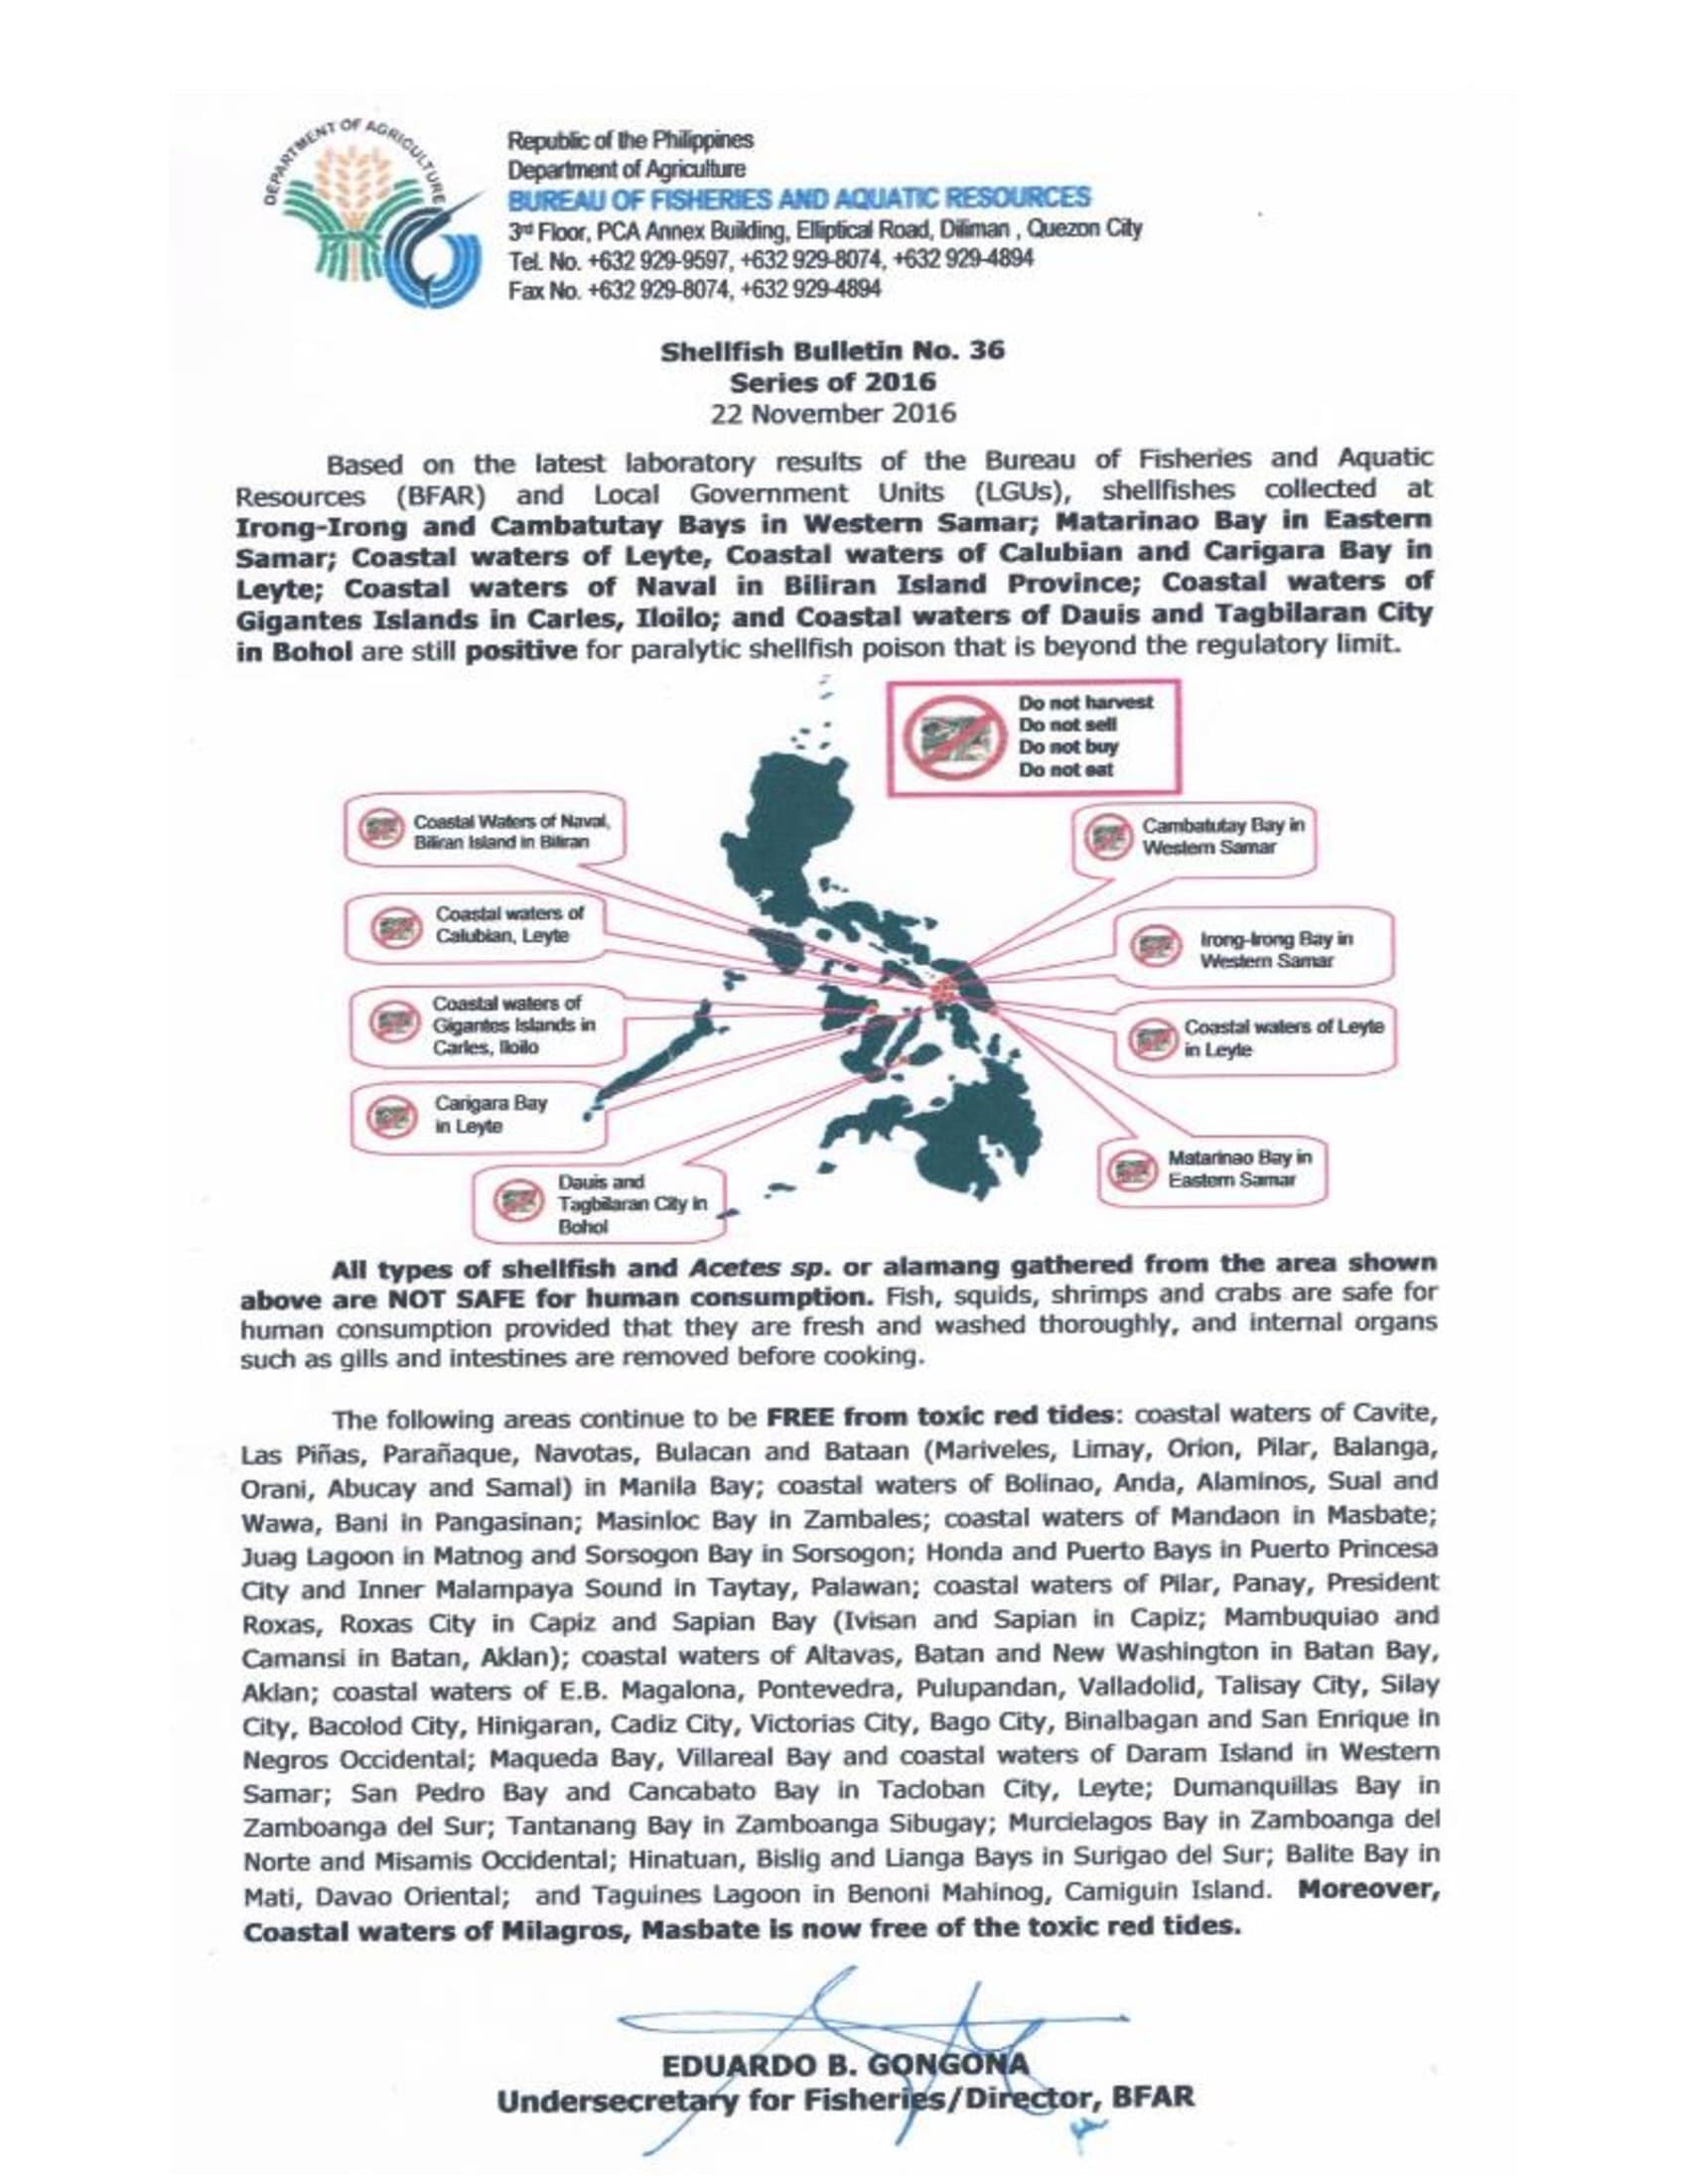 DEPARTMENT OF AGRICULTURE
Republic of the Philippines
Department of Agriculture
BUREAU OF FISHERIES AND AQUATIC RESOURCES
3rd Floor, PCA Annex Building, Elliptical Road, Diliman , Quezon City
Tel. No. +632 929-9597, +632 929-8074, +632 929-4894
Fax No. +632 929-8074, +632 929-4894
Shellfish Bulletin No. 36
Series of 2016
22 November 2016
Based on the latest laboratory results of the Bureau of Fisheries and Aquatic
Resources (BFAR) and Local Government Units (LGUs), shellfishes collected at
Irong-Irong and Cambatutay Bays in Western Samar; Matarinao Bay in Eastern
Samar; Coastal waters of Leyte, Coastal waters of Calubian and Carigara Bay in
Leyte; Coastal waters of Naval in Biliran Island Province; Coastal waters of
Gigantes Islands in Carles, Iloilo; and Coastal waters of Dauis and Tagbilaran City
in Bohol are still positive for paralytic shellfish poison that is beyond the regulatory limit.
Do not harvest
Do not sell
Do not buy
Do not eat
Coastal Waters of Naval,
Biliran Island in Biliran
Cambatutay Bay in
Western Samar
Coastal waters of
Calubian, Leyte
Irong-Irong Bay in
Western Samar
Coastal waters of
Gigantes Islands in
Carles, Iloilo
Coastal waters of Leyte
in Leyte
Carigara Bay
in Leyte
Matarinao Bay in
Eastern Samar
Dauis and
Tagbilaran City in
Bohol
All types of shellfish and Acetes sp. or alamang gathered from the area shown
above are NOT SAFE for human consumption. Fish, squids, shrimps and crabs are safe for
human consumption provided that they are fresh and washed thoroughly, and internal organs
such as gills and intestines are removed before cooking.
The following areas continue to be FREE from toxic red tides: coastal waters of Cavite,
Las Piñas, Parañaque, Navotas, Bulacan and Bataan (Mariveles, Limay, Orion, Pilar, Balanga,
Orani, Abucay and Samal) in Manila Bay; coastal waters of Bolinao, Anda, Alaminos, Sual and
Wawa, Bani in Pangasinan; Masinloc Bay in Zambales; coastal waters of Mandaon in Masbate;
Juag Lagoon in Matnog and Sorsogon Bay in Sorsogon; Honda and Puerto Bays in Puerto Princesa
City and Inner Malampaya Sound in Taytay, Palawan; coastal waters of Pilar, Panay, President
Roxas, Roxas City in Capiz and Sapian Bay (Ivisan and Sapian in Capiz; Mambuquiao and
Camansi in Batan, Aklan); coastal waters of Altavas, Batan and New Washington in Batan Bay,
Aklan; coastal waters of E.B. Magalona, Pontevedra, Pulupandan, Valladolid, Talisay City, Silay
City, Bacolod City, Hinigaran, Cadiz City, Victorias City, Bago City, Binalbagan and San Enrique in
Negros Occidental; Maqueda Bay, Villareal Bay and coastal waters of Daram Island in Western
Samar; San Pedro Bay and Cancabato Bay in Tacloban City, Leyte; Dumanquillas Bay in
Zamboanga del Sur; Tantanang Bay in Zamboanga Sibugay; Murcielagos Bay in Zamboanga del
Norte and Misamis Occidental; Hinatuan, Bislig and Lianga Bays in Surigao del Sur; Balite Bay in
Mati, Davao Oriental; and Taguines Lagoon in Benoni Mahinog, Camiguin Island. Moreover,
Coastal waters of Milagros, Masbate is now free of the toxic red tides.
EDUARDO B. GONGONA
Undersecretary for Fisheries/Director, BFAR